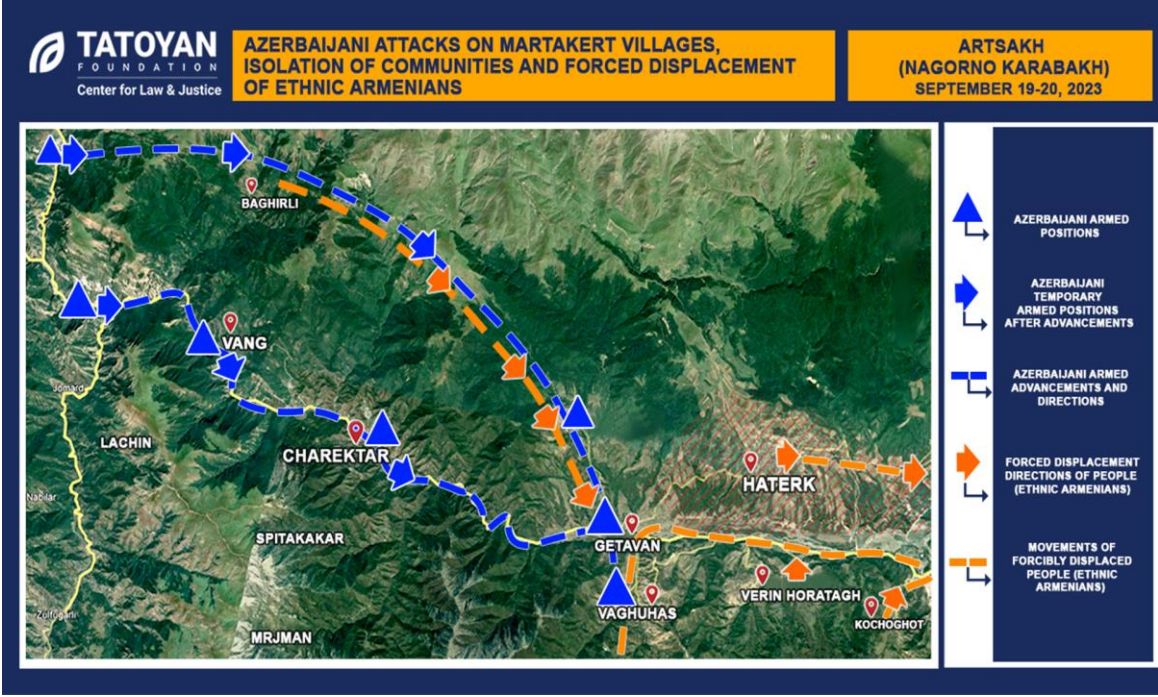 TATOYAN
FOUNDATION
Center for Law & Justice
AZERBAIJANI ATTACKS ON MARTAKERT VILLAGES,
ISOLATION OF COMMUNITIES AND FORCED DISPLACEMENT
OF ETHNIC ARMENIANS
ARTSAKH
(NAGORNO KARABAKH)
SEPTEMBER 19-20, 2023
BAGHIRLI
VANG
Jomard
LACHIN
CHAREKTAR
HATERK
Nabilar
SPITAKAKAR
GETAVAN
VERIN HORATAGH
Zulfugarli
VAGHUHAS
KOCHOGHOT
MRJMAN
AZERBAIJANI ARMED
POSITIONS
AZERBAIJANI
TEMPORARY
ARMED POSITIONS
AFTER ADVANCEMENTS
AZERBAIJANI ARMED
ADVANCEMENTS AND
DIRECTIONS
FORCED DISPLACEMENT
DIRECTIONS OF PEOPLE
(ETHNIC ARMENIANS)
MOVEMENTS OF
FORCIBLY DISPLACED
PEOPLE (ETHNIC
ARMENIANS)